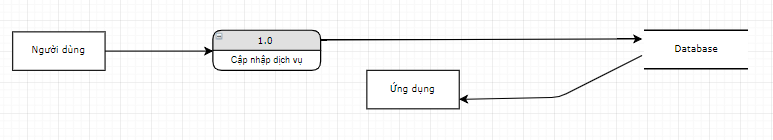 1.0
Người dùng
Cập nhập dịch vụ
Database
Ứng dụng